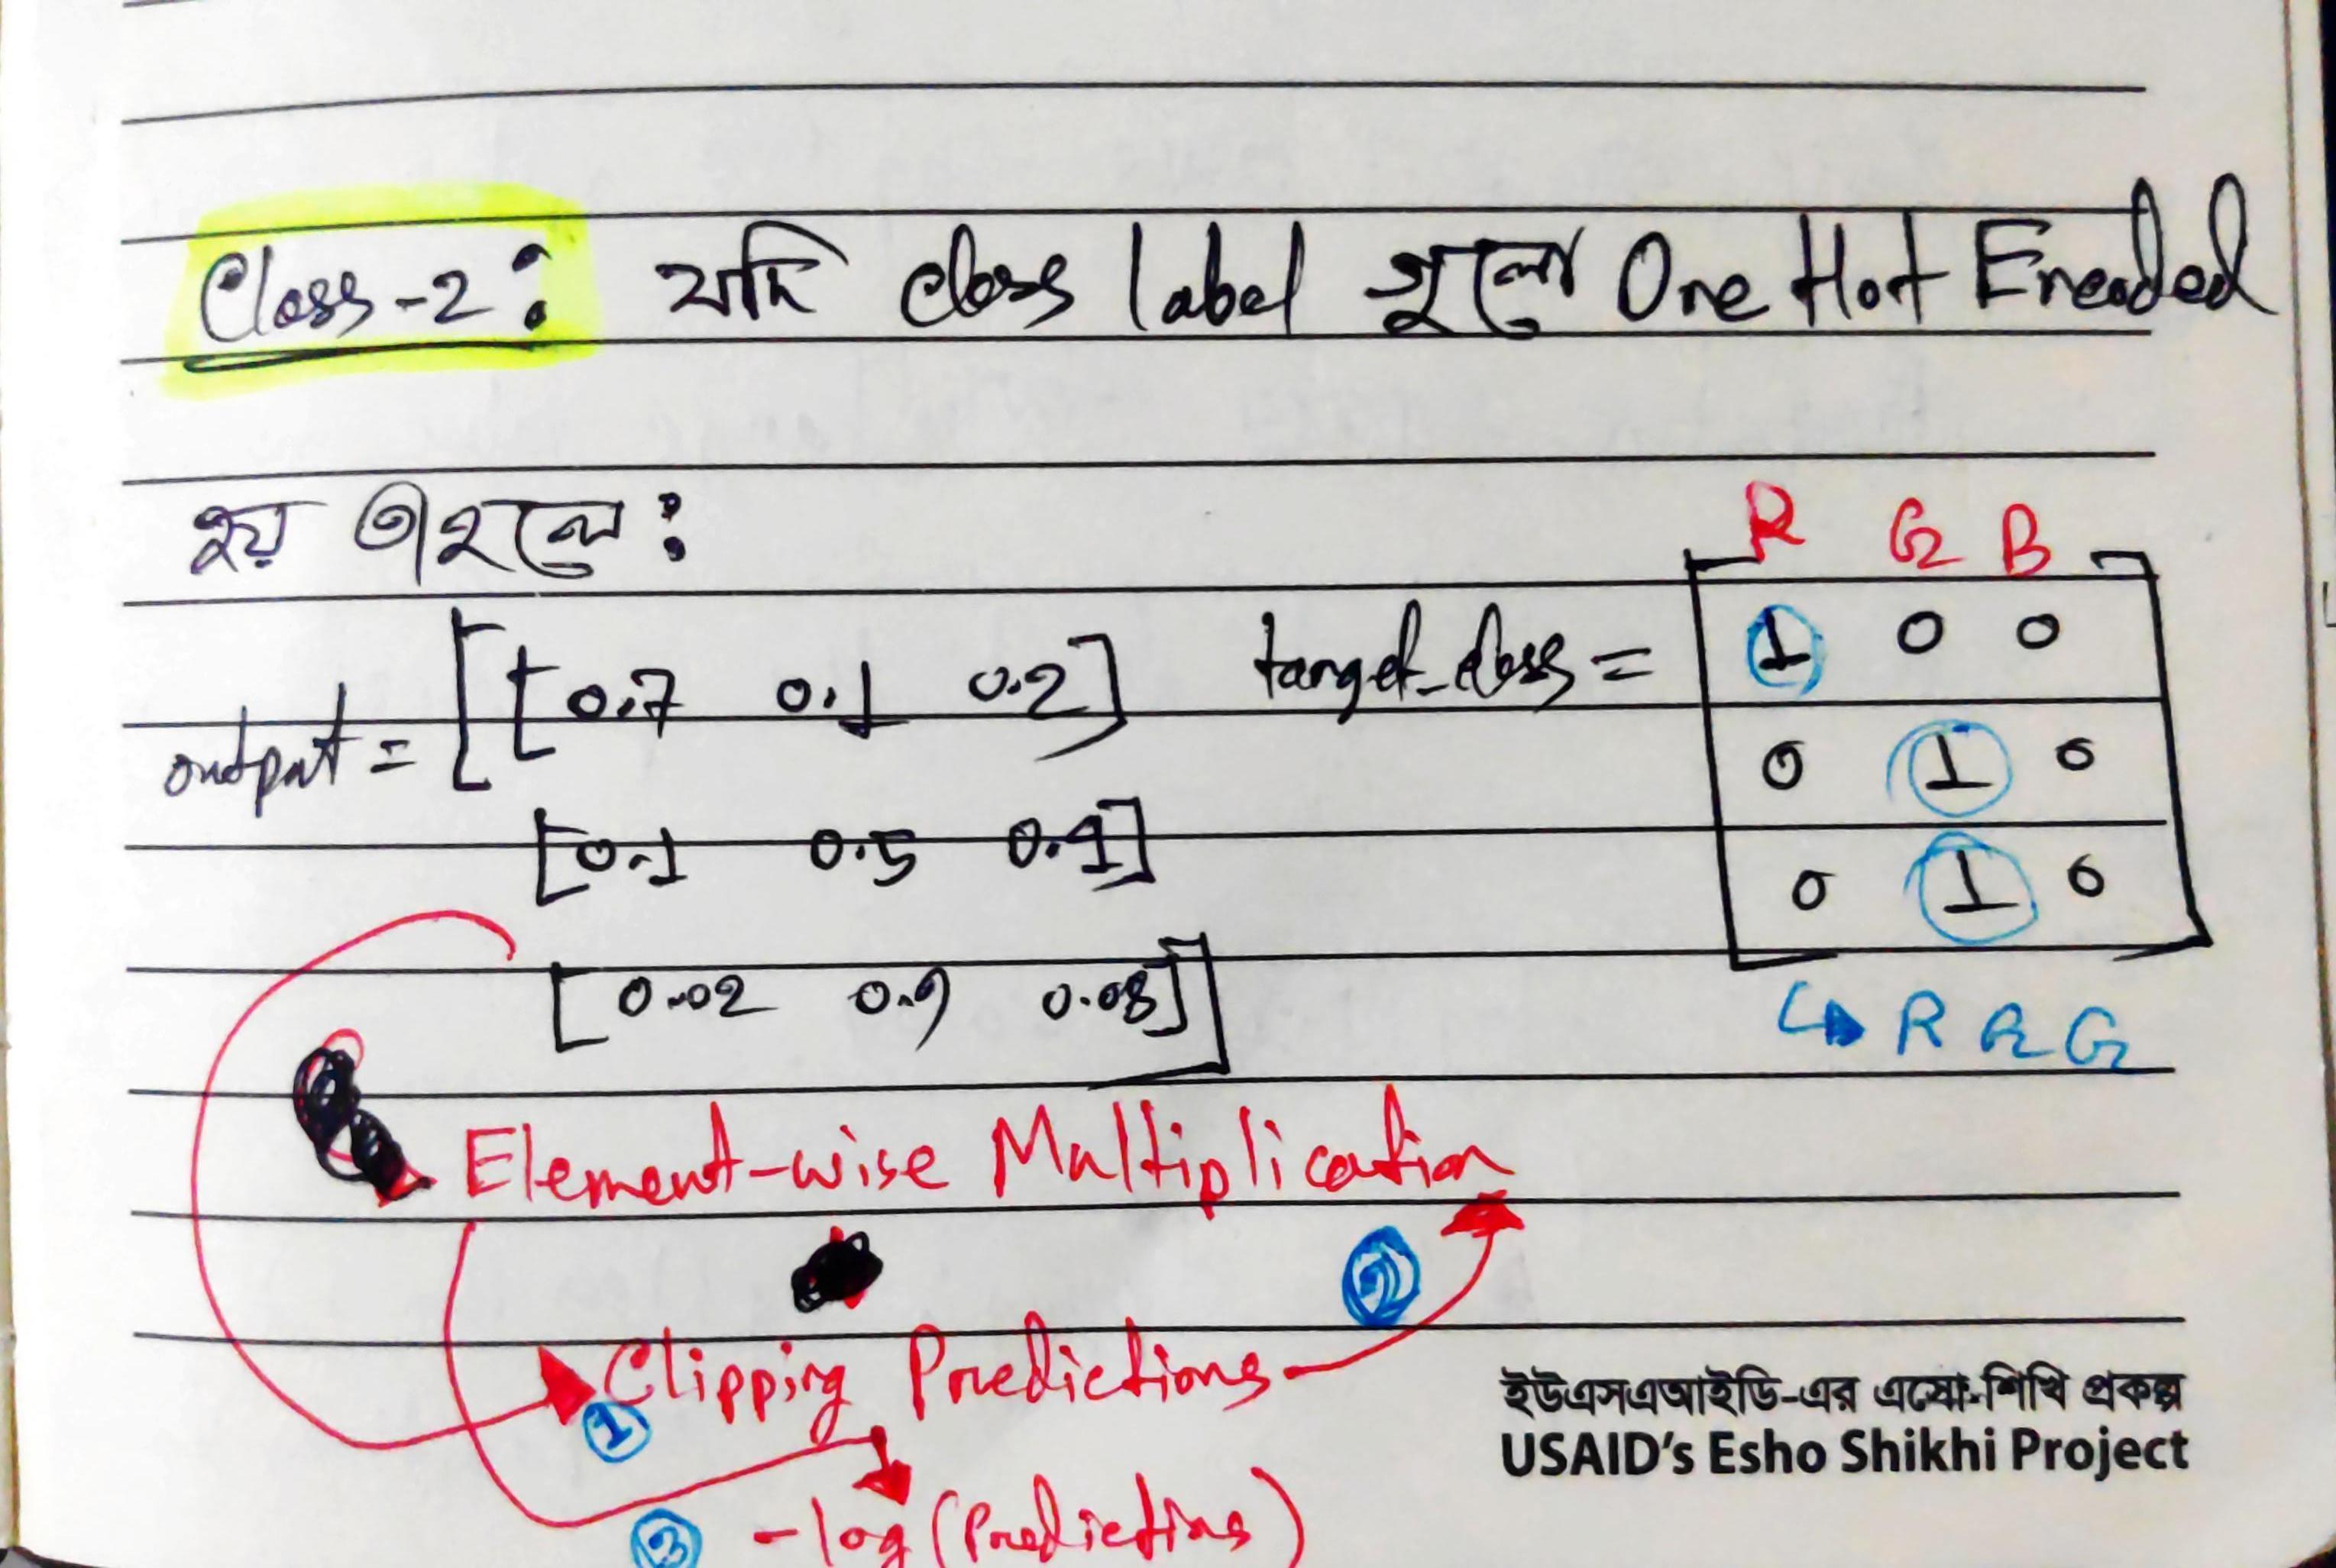 Class-2: যদি class label গুলো One Hot Encoded
হয় তাহলে:
R G B
output = [[0.7 0.1 0.2] target_class = [1 0 0
[0.1 0.5 0.4] 0 1 0
[0.02 0.9 0.08]] 0 1 0]
R G G
Element-wise Multiplication
2
Clipping Predictions
1
3 -log(Predictions)
ইউএসএআইডি-এর এসো শিখি প্রকল্প
USAID's Esho Shikhi Project